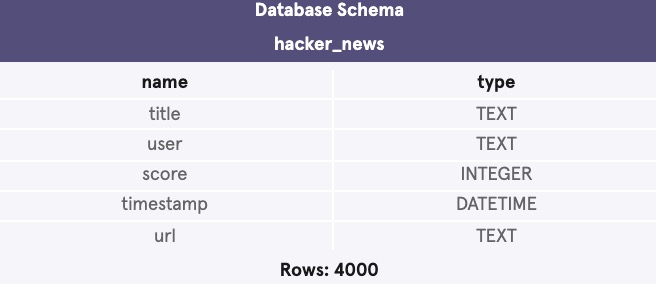 Database Schema
hacker_news
name type
title TEXT
user TEXT
score INTEGER
timestamp DATETIME
url TEXT
Rows: 4000